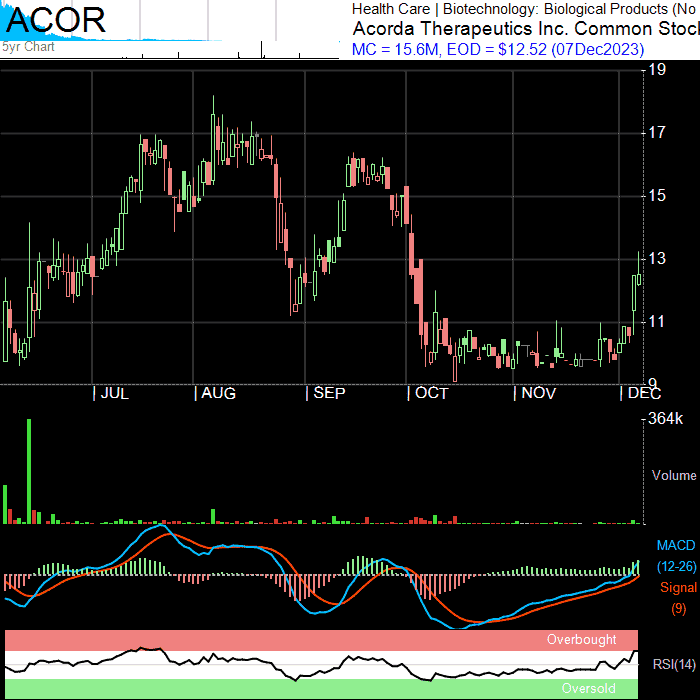 ACOR
5yr Chart
Health Care | Biotechnology: Biological Products (No
Acorda Therapeutics Inc. Common Stoc
MC = 15.6M, EOD = $12.52 (07Dec2023)
19
17
15
13
11
9
JUL AUG SEP OCT NOV DEC
364k
Volume
MACD
(12-26)
Signal
(9)
Overbought
RSI(14)
Oversold